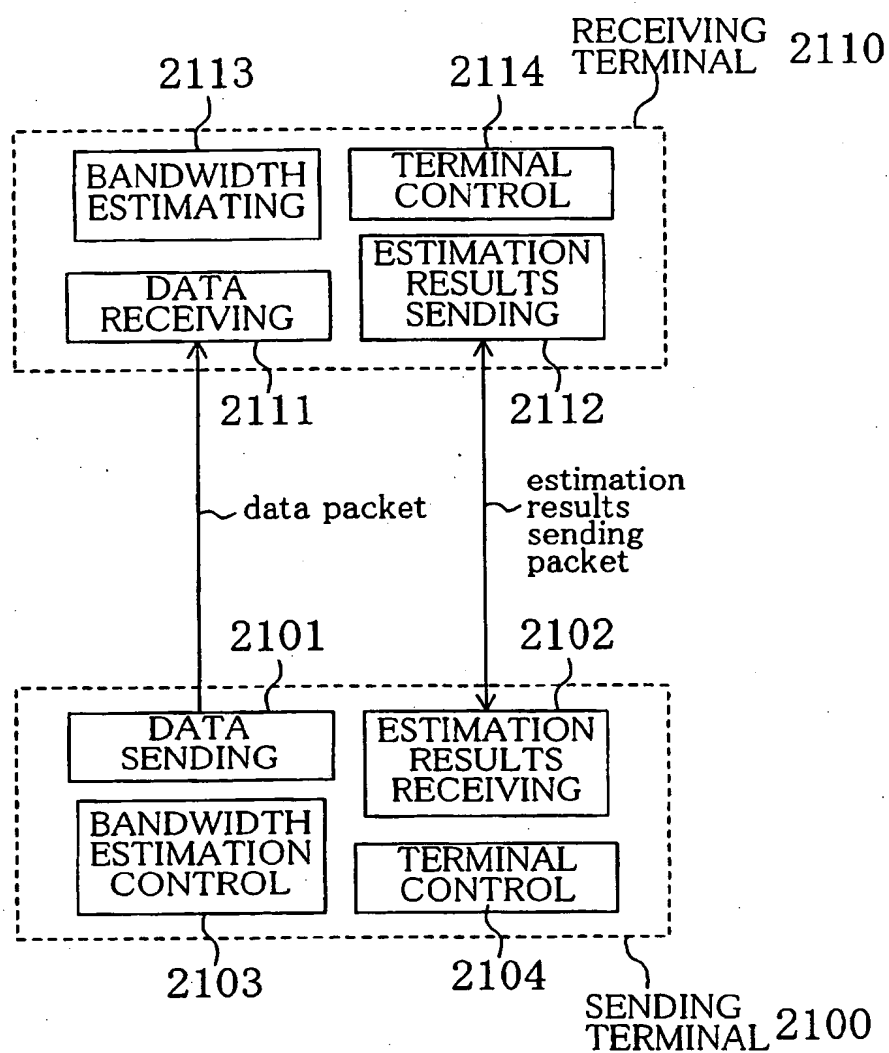 RECEIVING
TERMINAL 2110
2113
2114
BANDWIDTH
ESTIMATING
TERMINAL
CONTROL
DATA
RECEIVING
ESTIMATION
RESULTS
SENDING
2111
2112
data packet
estimation
results
sending
packet
2101
2102
DATA
SENDING
ESTIMATION
RESULTS
RECEIVING
BANDWIDTH
ESTIMATION
CONTROL
TERMINAL
CONTROL
2103
2104
SENDING
TERMINAL 2100